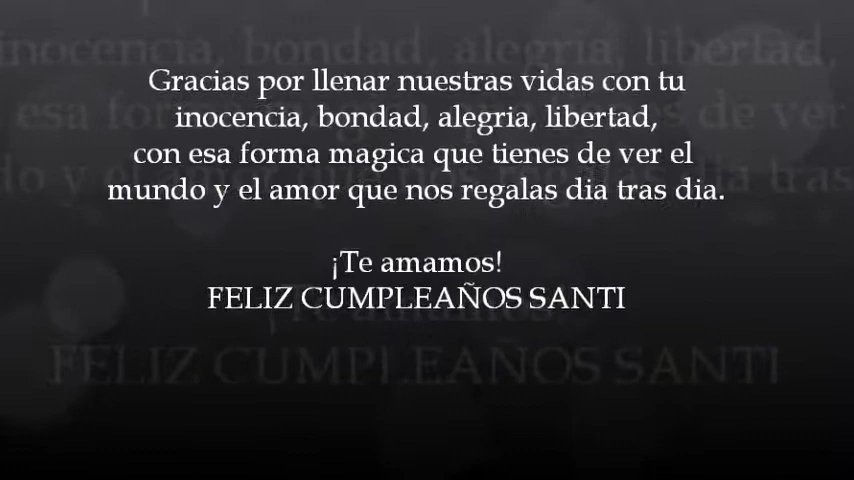 Gracias por llenar nuestras vidas con tu
inocencia, bondad, alegria, libertad,
con esa forma magica que tienes de ver el
mundo y el amor que nos regalas dia tras dia.
¡Te amamos!
FELIZ CUMPLEAÑOS SANTI